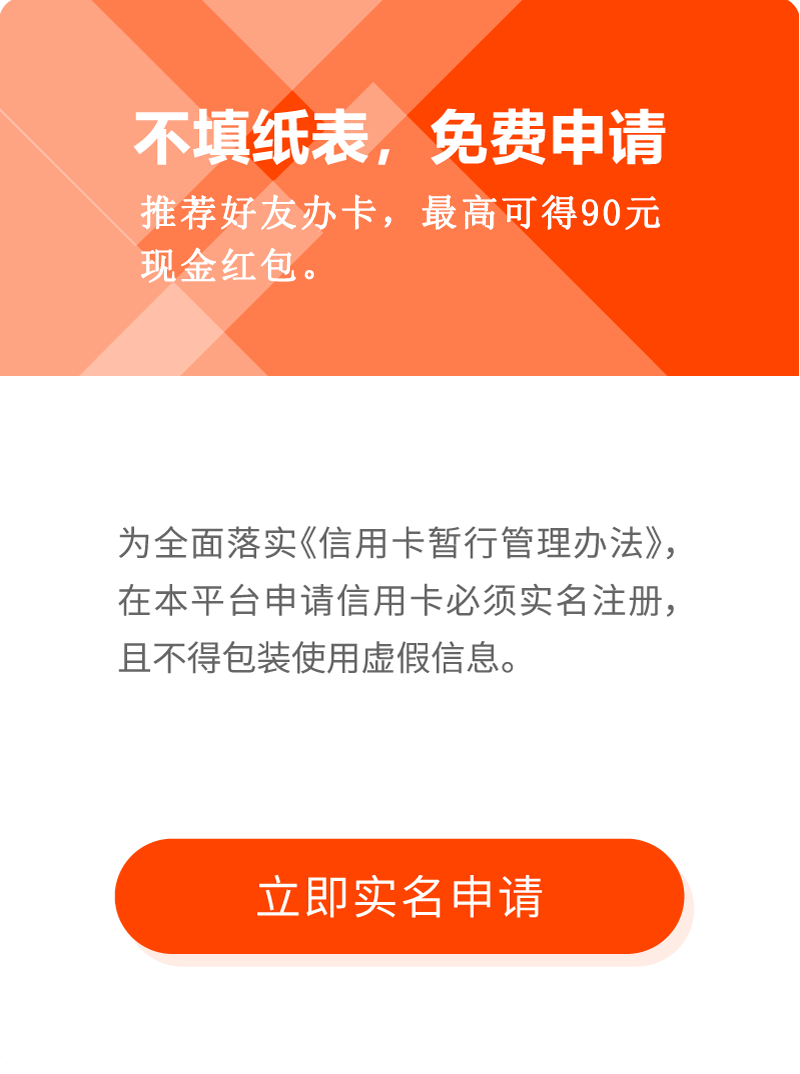 不填纸表，免费申请
推荐好友办卡，最高可得90元
现金红包。
为全面落实《信用卡暂行管理办法》，
在本平台申请信用卡必须实名注册，
且不得包装使用虚假信息。
立即实名申请